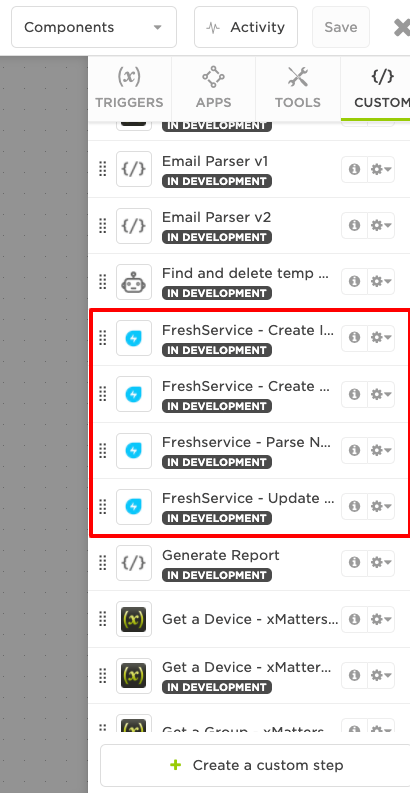 Components
Activity
Save
(x)
TRIGGERS
APPS
TOOLS
</>
CUSTOM
IN DEVELOPMENT
{/}
Email Parser v1
IN DEVELOPMENT
{/}
Email Parser v2
IN DEVELOPMENT
Find and delete temp ...
IN DEVELOPMENT
FreshService - Create I...
IN DEVELOPMENT
FreshService - Create ...
IN DEVELOPMENT
Freshservice - Parse N...
IN DEVELOPMENT
FreshService - Update ...
IN DEVELOPMENT
{/}
Generate Report
IN DEVELOPMENT
(x)
Get a Device - xMatters...
(x)
Get a Device - xMatter...
IN DEVELOPMENT
(x)
Get a Group - xMatters
+ Create a custom step